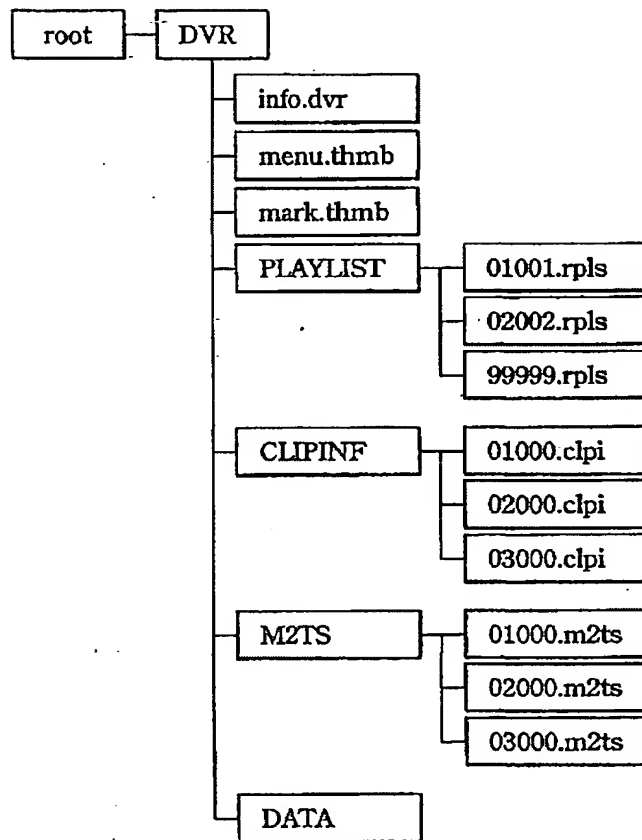 root DVR
info.dvr
menu.thmb
mark.thmb
PLAYLIST 01001.rpls
02002.rpls
99999.rpls
CLIPINF 01000.clpi
02000.clpi
03000.clpi
M2TS 01000.m2ts
02000.m2ts
03000.m2ts
DATA